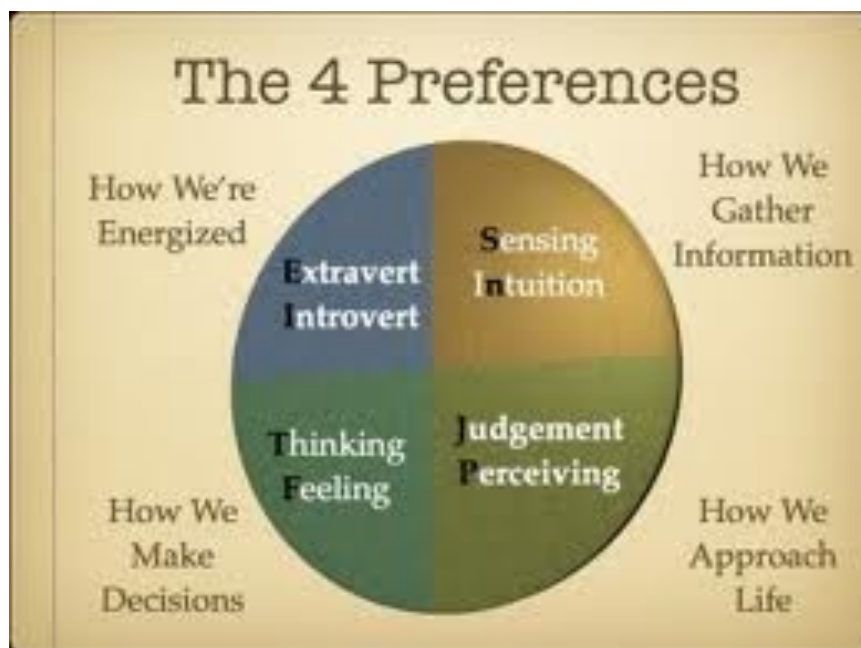 The 4 Preferences
How We're
Energized
Extravert
Introvert
How We
Gather
Information
Sensing
Intuition
Thinking
Feeling
How We
Make
Decisions
Judgement
Perceiving
How We
Approach
Life